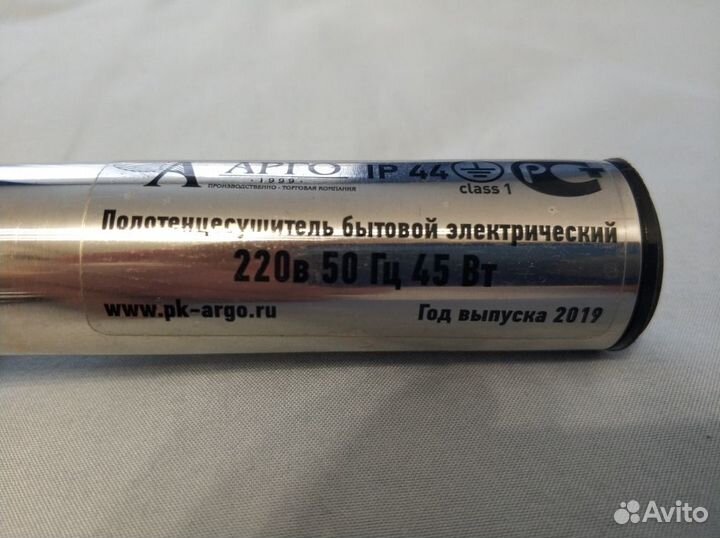 А АРГО IP 44 РС
· 1999 ·
ПРОИЗВОДСТВЕННО - ТОРГОВАЯ КОМПАНИЯ
class 1
Полотенцесушитель бытовой электрический
220в 50 Гц 45 Вт
www.pk-argo.ru Год выпуска 2019
Avito